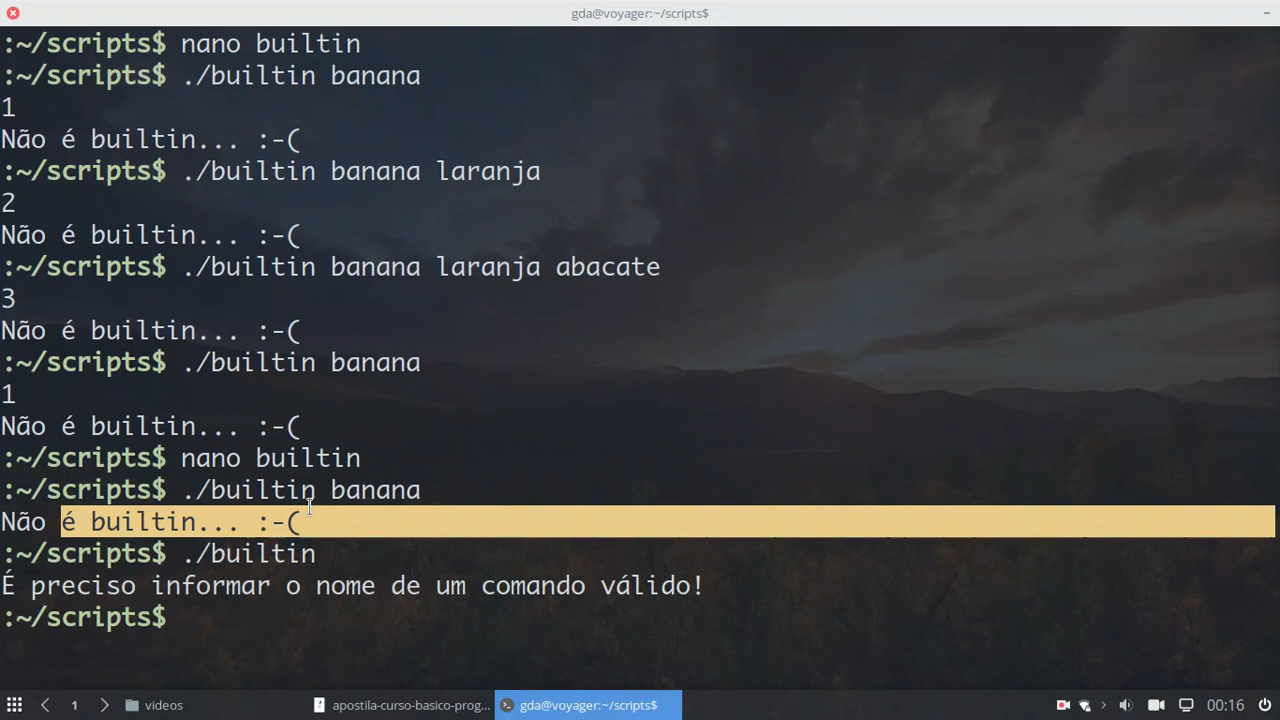 gda@voyager:~/scripts$
:~/scripts$ nano builtin
:~/scripts$ ./builtin banana
1
Não é builtin... :-(
:~/scripts$ ./builtin banana laranja
2
Não é builtin... :-(
:~/scripts$ ./builtin banana laranja abacate
3
Não é builtin... :-(
:~/scripts$ ./builtin banana
1
Não é builtin... :-(
:~/scripts$ nano builtin
:~/scripts$ ./builtin banana
Não é builtin... :-(
:~/scripts$ ./builtin
É preciso informar o nome de um comando válido!
:~/scripts$
1 videos apostila-curso-basico-prog... gda@voyager:~/scripts$ 00:16